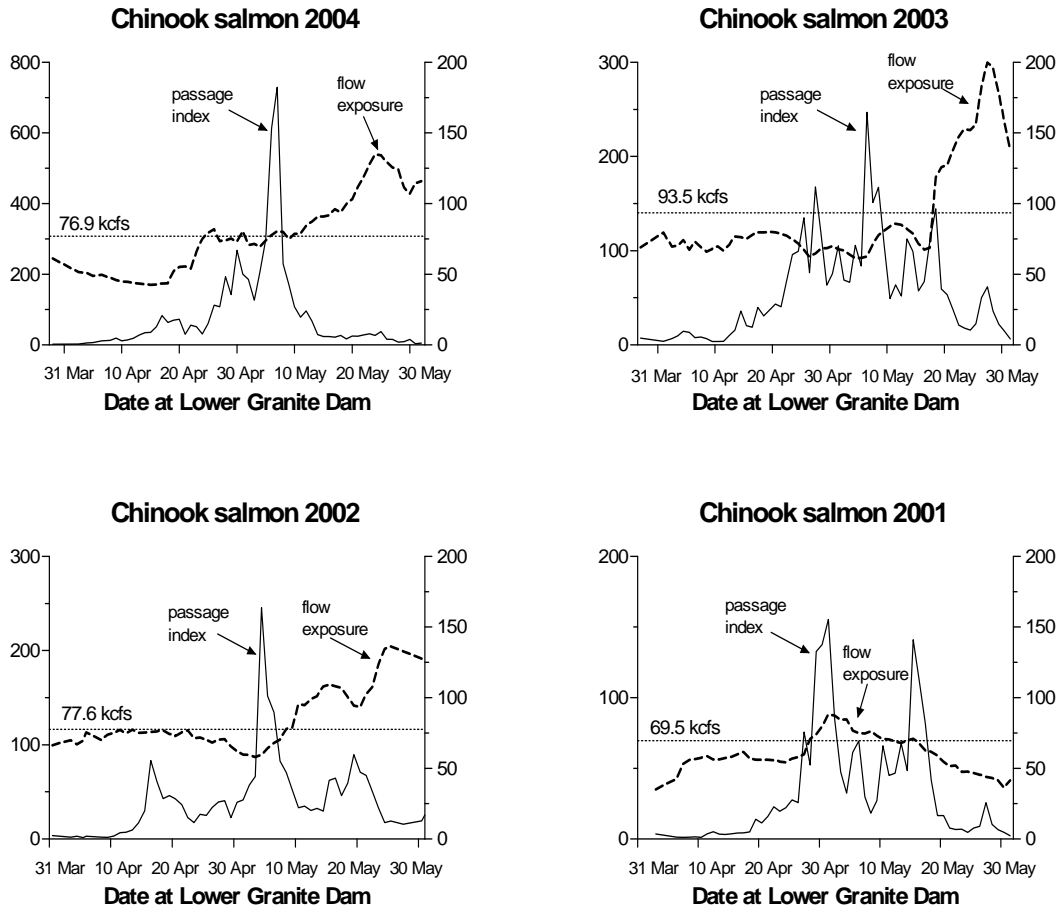 Chinook salmon 2004
800
600
400
200
0
200
150
100
50
0
passage
index
flow
exposure
76.9 kcfs
31 Mar 10 Apr 20 Apr 30 Apr 10 May 20 May 30 May
Date at Lower Granite Dam
Chinook salmon 2003
300
200
100
0
200
150
100
50
0
passage
index
flow
exposure
93.5 kcfs
31 Mar 10 Apr 20 Apr 30 Apr 10 May 20 May 30 May
Date at Lower Granite Dam
Chinook salmon 2002
300
200
100
0
200
150
100
50
0
passage
index
flow
exposure
77.6 kcfs
31 Mar 10 Apr 20 Apr 30 Apr 10 May 20 May 30 May
Date at Lower Granite Dam
Chinook salmon 2001
200
100
0
200
150
100
50
0
passage
index
flow
exposure
69.5 kcfs
31 Mar 10 Apr 20 Apr 30 Apr 10 May 20 May 30 May
Date at Lower Granite Dam